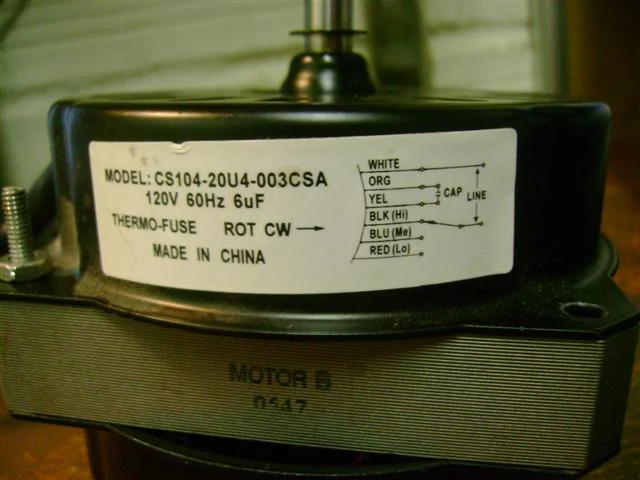 MODEL: CS104-20U4-003CSA
120V 60Hz 6uF
THERMO-FUSE ROT CW →
MADE IN CHINA
WHITE
ORG
YEL
CAP
LINE
BLK (Hi)
BLU (Me)
RED (Lo)
MOTOR B